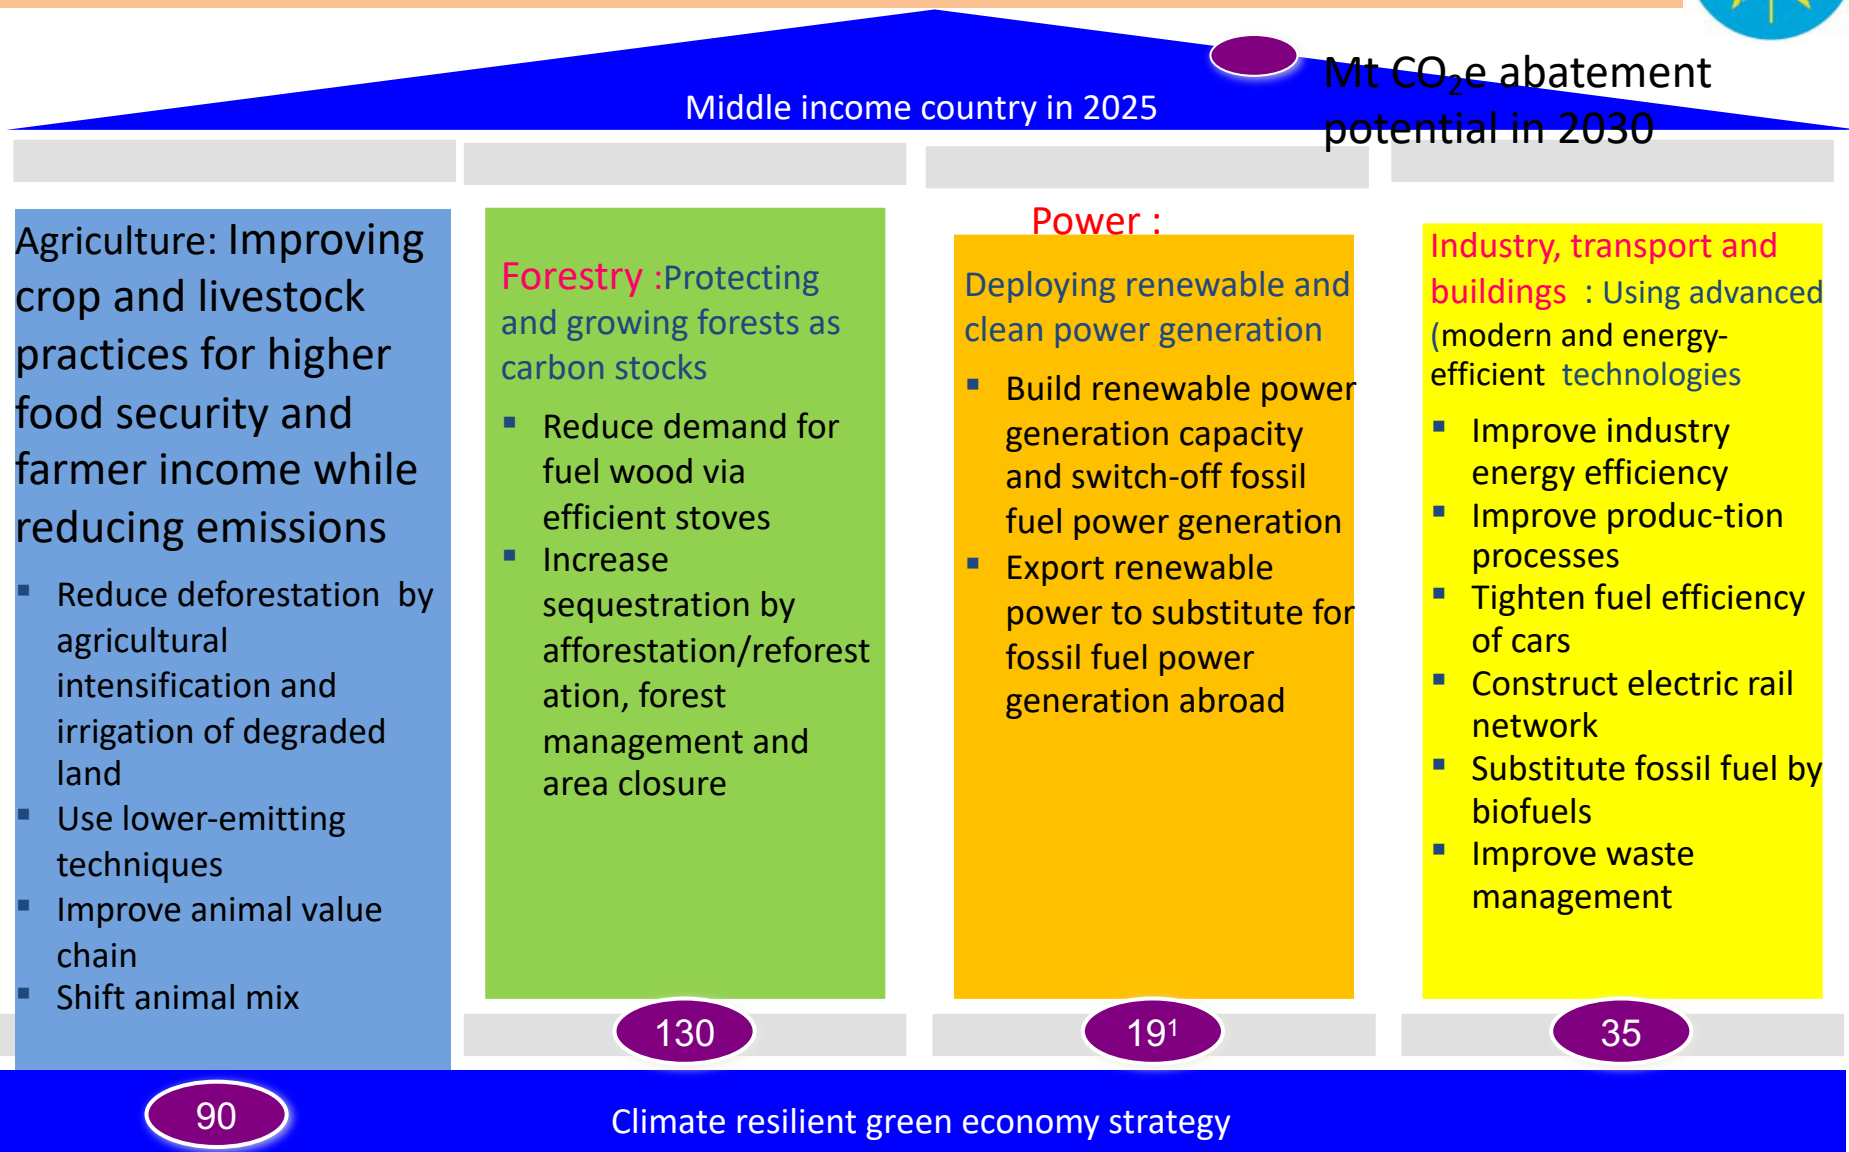 Middle income country in 2025
Mt CO₂e abatement
potential in 2030
Agriculture: Improving
crop and livestock
practices for higher
food security and
farmer income while
reducing emissions
▪ Reduce deforestation by
agricultural
intensification and
irrigation of degraded
land
▪ Use lower-emitting
techniques
▪ Improve animal value
chain
▪ Shift animal mix
90
Forestry :Protecting
and growing forests as
carbon stocks
▪ Reduce demand for
fuel wood via
efficient stoves
▪ Increase
sequestration by
afforestation/reforest
ation, forest
management and
area closure
130
Power :
Deploying renewable and
clean power generation
▪ Build renewable power
generation capacity
and switch-off fossil
fuel power generation
▪ Export renewable
power to substitute for
fossil fuel power
generation abroad
19¹
Industry, transport and
buildings : Using advanced
(modern and energy-
efficient technologies
▪ Improve industry
energy efficiency
▪ Improve produc-tion
processes
▪ Tighten fuel efficiency
of cars
▪ Construct electric rail
network
▪ Substitute fossil fuel by
biofuels
▪ Improve waste
management
35
Climate resilient green economy strategy